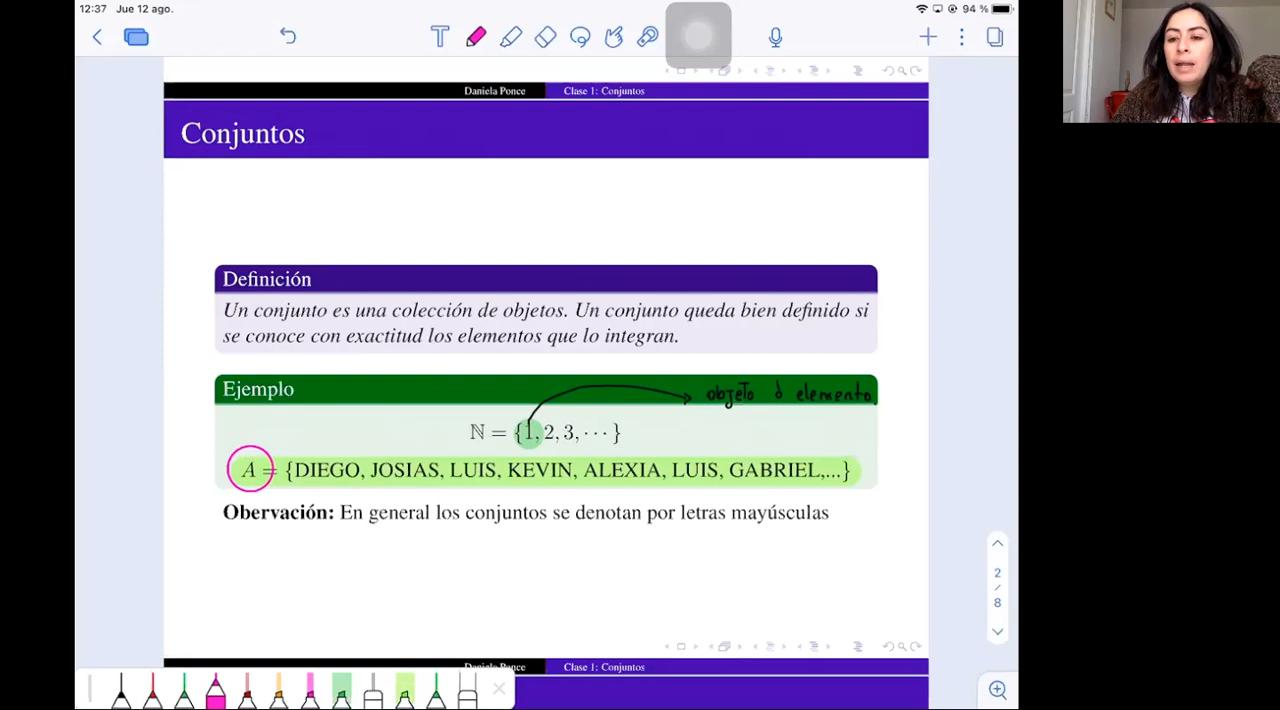 12:37 Jue 12 ago.
94 %
Daniela Ponce Clase 1: Conjuntos
Conjuntos
Definición
Un conjunto es una colección de objetos. Un conjunto queda bien definido si
se conoce con exactitud los elementos que lo integran.
Ejemplo
objeto ó elemento
ℕ = {1, 2, 3, ⋯ }
A = {DIEGO, JOSIAS, LUIS, KEVIN, ALEXIA, LUIS, GABRIEL,...}
Obervación: En general los conjuntos se denotan por letras mayúsculas
2
/
8
Daniela Ponce Clase 1: Conjuntos